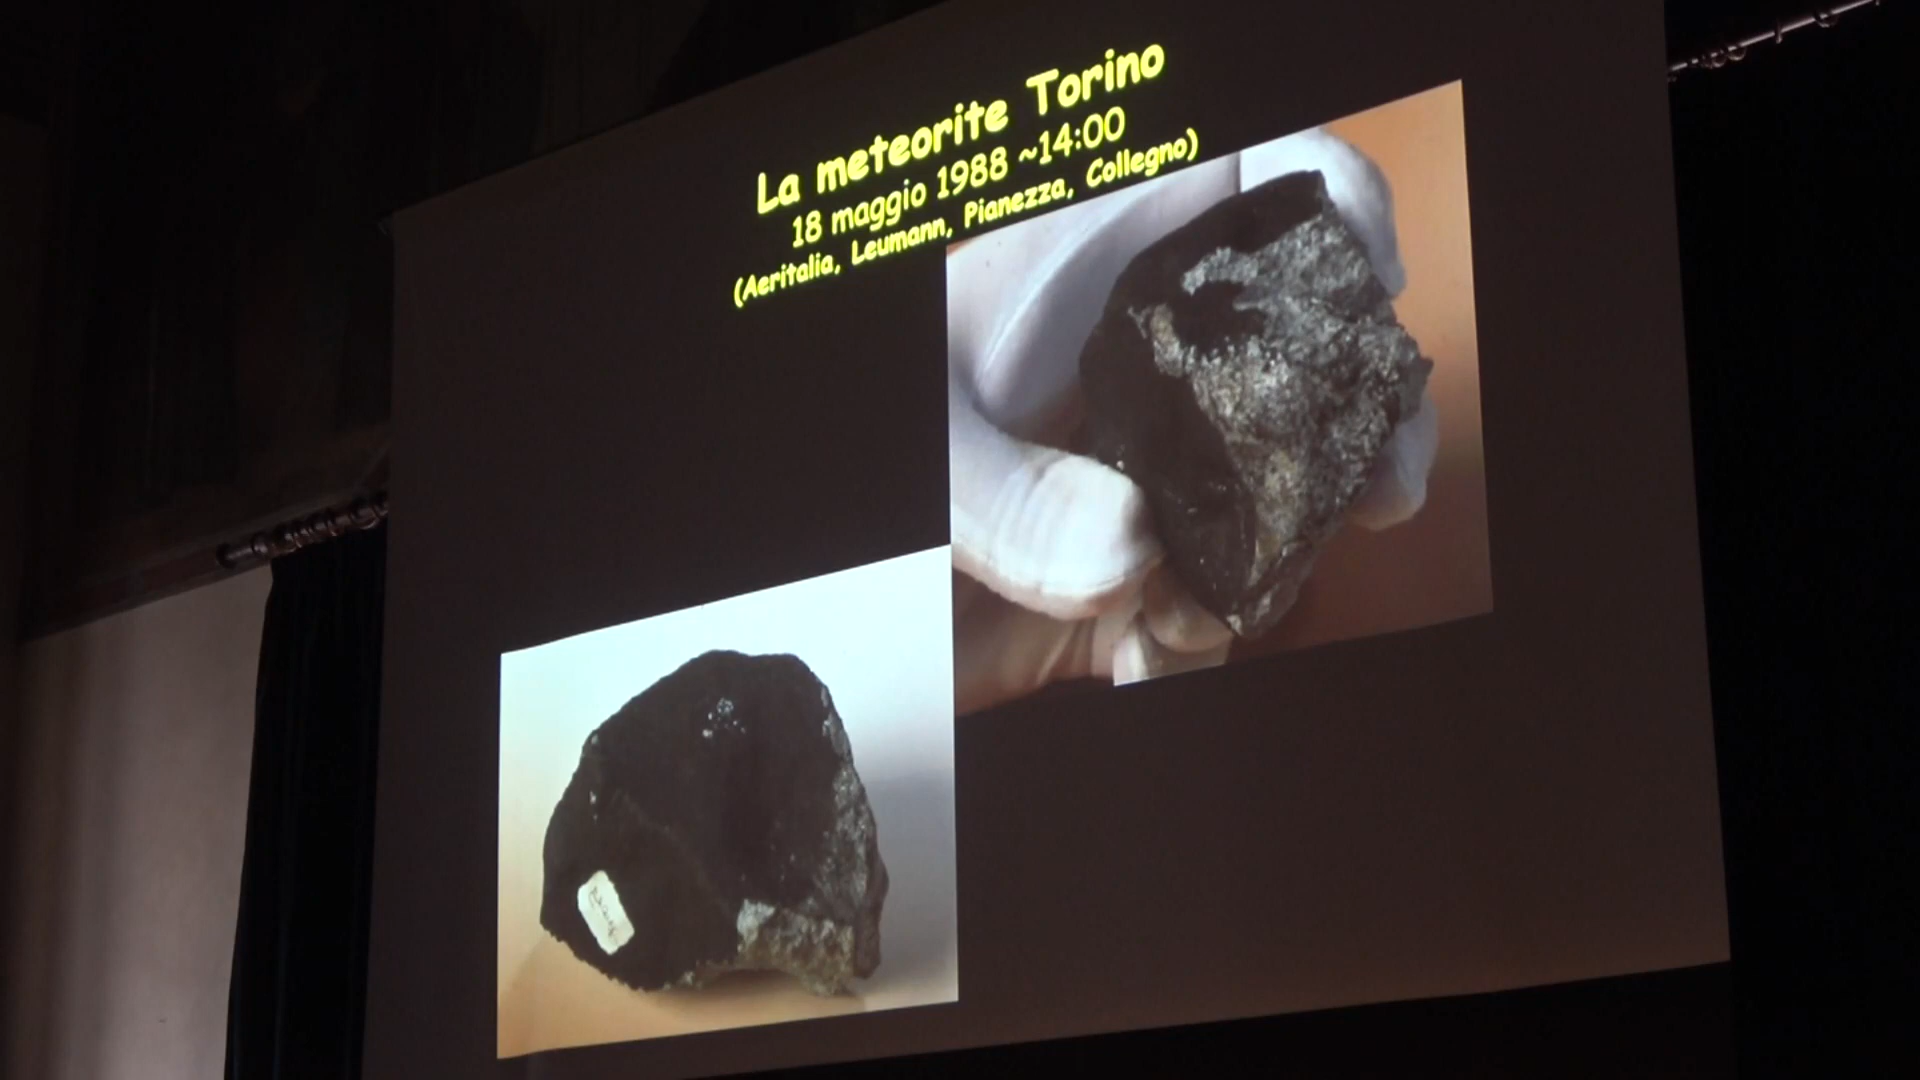 La meteorite Torino
18 maggio 1988 ~14:00
(Aeritalia, Leumann, Pianezza, Collegno)